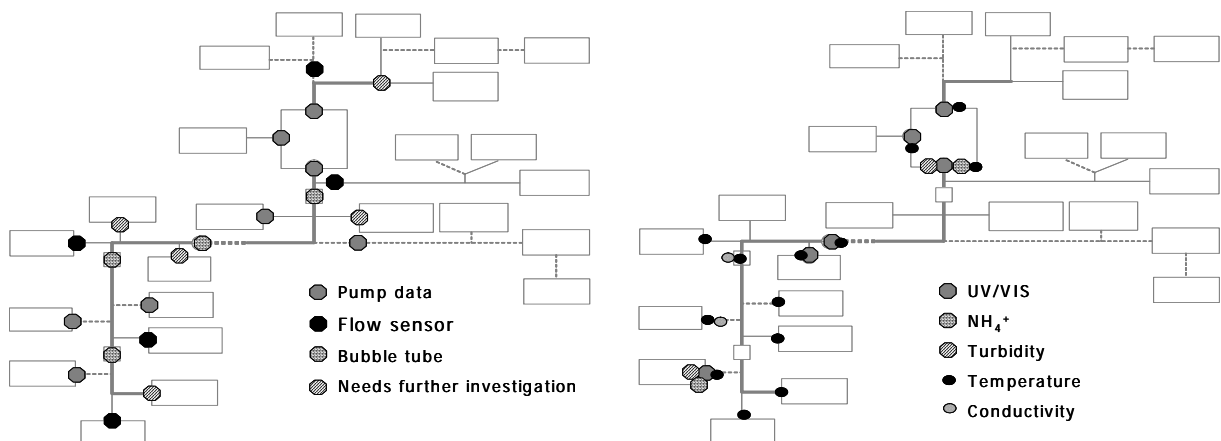 Pump data
Flow sensor
Bubble tube
Needs further investigation
UV/VIS
NH₄⁺
Turbidity
Temperature
Conductivity